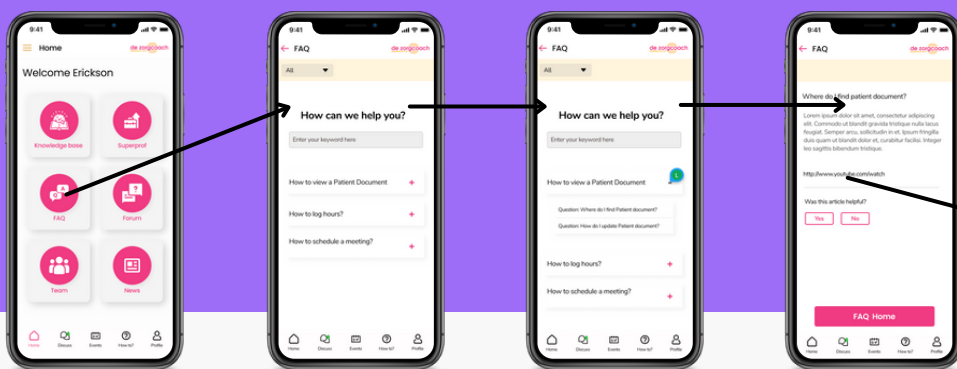 9:41
Home
de zorgcoach
Welcome Erickson
Knowledge base
Superprof
FAQ
Forum
Team
News
Home
Discuss
Events
How to?
Profile
9:41
FAQ
de zorgcoach
All
How can we help you?
Enter your keyword here
How to view a Patient Document
How to log hours?
How to schedule a meeting?
Home
Discuss
Events
How to?
Profile
9:41
FAQ
de zorgcoach
All
How can we help you?
Enter your keyword here
How to view a Patient Document
L
Question: Where do I find Patient document?
Question: How do I update Patient document?
How to log hours?
How to schedule a meeting?
Home
Discuss
Events
How to?
Profile
9:41
FAQ
de zorgcoach
Where do I find patient document?
Lorem ipsum dolor sit amet, consectetur adipiscing
elit. Commodo ut blandit gravida tristique nulla lacus
feugiat. Semper arcu, sollicitudin in et. Ipsum fringilla
duis quam ut blandit dolor et, curabitur facilisi. Integer
leo sagittis bibendum tristique.
http://www.youtube.com/watch
Was this article helpful?
Yes
No
FAQ Home
Home
Discuss
Events
How to?
Profile